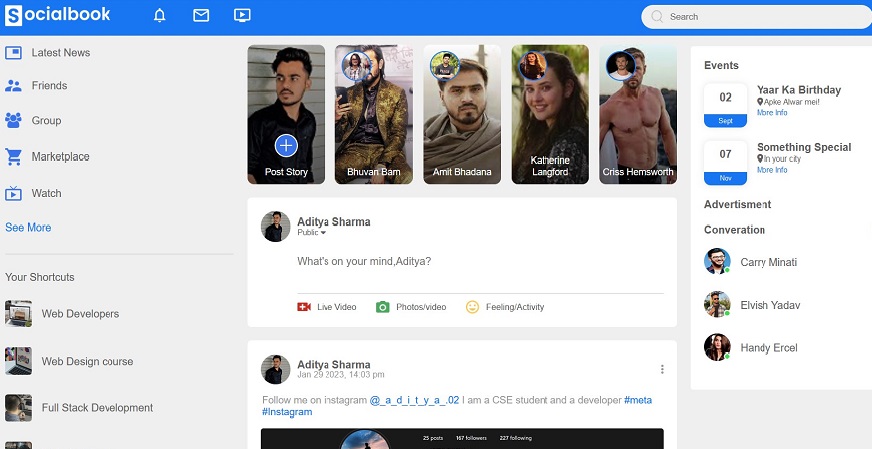 Socialbook
Search
Latest News
Friends
Group
Marketplace
Watch
See More
Your Shortcuts
Web Developers
Web Design course
Full Stack Development
Post Story
Bhuvan Bam
Amit Bhadana
Katherine
Langford
Criss Hemsworth
Aditya Sharma
Public
What's on your mind,Aditya?
Live Video
Photos/video
Feeling/Activity
Aditya Sharma
Jan 29 2023, 14:03 pm
Follow me on instagram @_a_d_i_t_y_a_.02 I am a CSE student and a developer #meta
#Instagram
25 posts 167 followers 227 following
Events
02
Sept
Yaar Ka Birthday
Apke Alwar mei!
More Info
07
Nov
Something Special
In your city
More Info
Advertisment
Converation
Carry Minati
Elvish Yadav
Handy Ercel